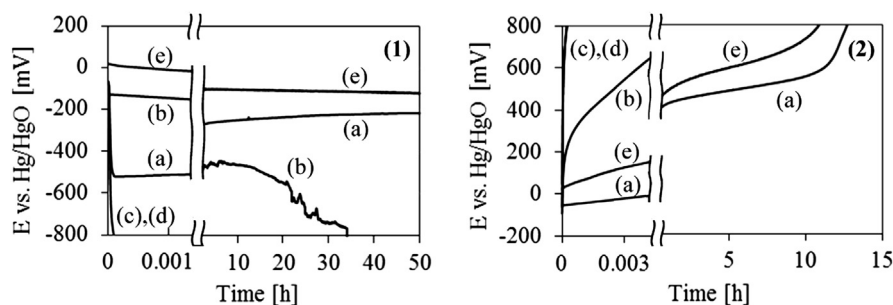 E vs. Hg/HgO [mV]
200
0
-200
-400
-600
-800
(1)
(e)
(b)
(a)
(c),(d)
(e)
(a)
(b)
0
0.001
10
20
30
40
50
Time [h]
E vs. Hg/HgO [mV]
800
600
400
200
0
-200
(2)
(c),(d)
(b)
(e)
(a)
(e)
(a)
0
0.003
5
10
15
Time [h]